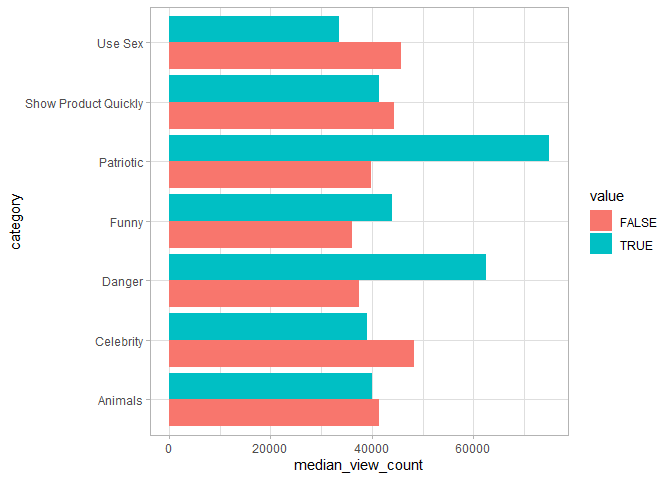 Use Sex
Show Product Quickly
Patriotic
Funny
Danger
Celebrity
Animals
category
0 20000 40000 60000
median_view_count
value
FALSE
TRUE